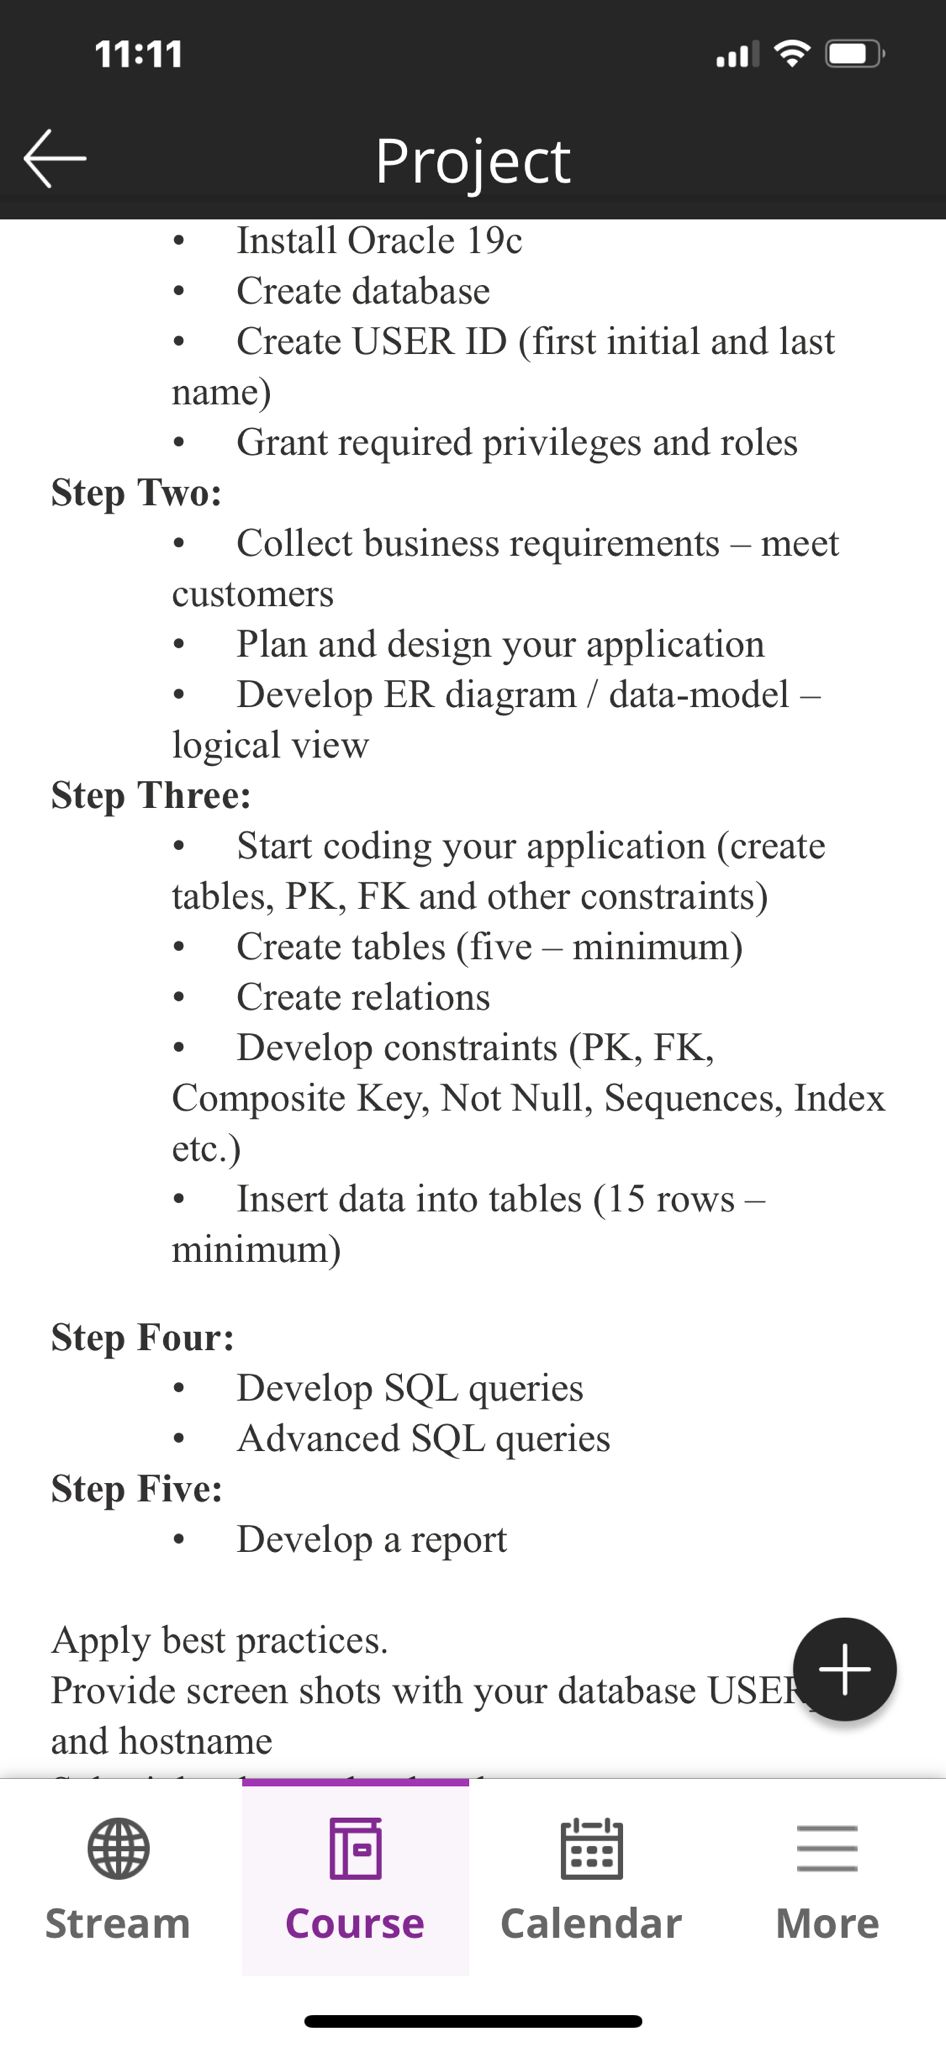 11:11
Project
• Install Oracle 19c
• Create database
• Create USER ID (first initial and last
name)
• Grant required privileges and roles
Step Two:
• Collect business requirements – meet
customers
• Plan and design your application
• Develop ER diagram / data-model –
logical view
Step Three:
• Start coding your application (create
tables, PK, FK and other constraints)
• Create tables (five – minimum)
• Create relations
• Develop constraints (PK, FK,
Composite Key, Not Null, Sequences, Index
etc.)
• Insert data into tables (15 rows –
minimum)
Step Four:
• Develop SQL queries
• Advanced SQL queries
Step Five:
• Develop a report
Apply best practices.
Provide screen shots with your database
and hostname
Stream
Course
Calendar
More